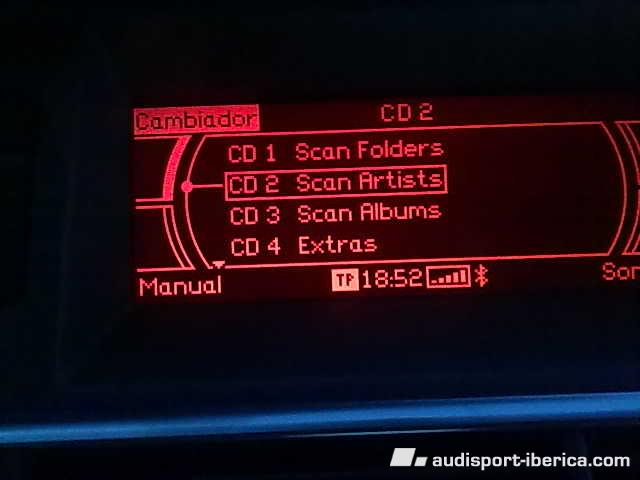 Cambiador CD 2
CD 1 Scan Folders
CD 2 Scan Artists
CD 3 Scan Albums
CD 4 Extras
Manual TP 18:52
audisport-iberica.com